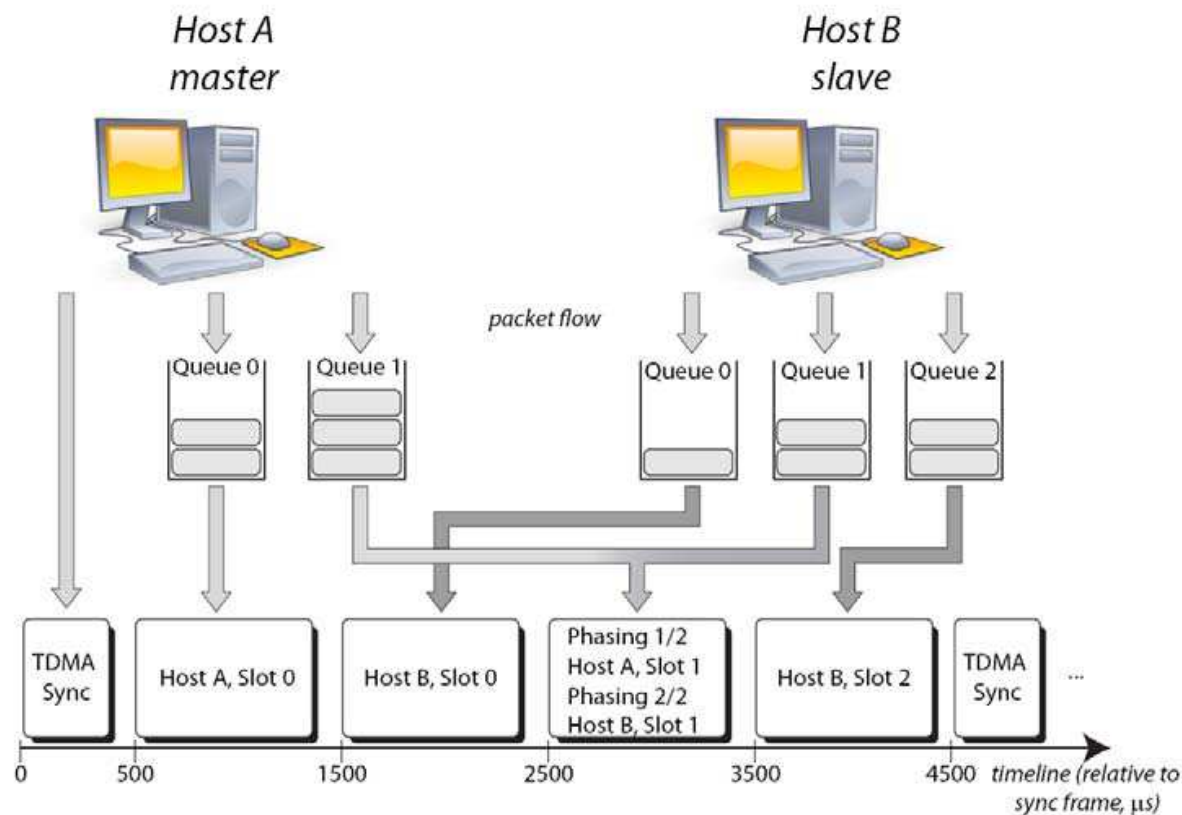 Host A
master
Host B
slave
packet flow
Queue 0
Queue 1
Queue 0
Queue 1
Queue 2
TDMA
Sync
Host A, Slot 0
Host B, Slot 0
Phasing 1/2
Host A, Slot 1
Phasing 2/2
Host B, Slot 1
Host B, Slot 2
TDMA
Sync
...
0
500
1500
2500
3500
4500
timeline (relative to
sync frame, μs)